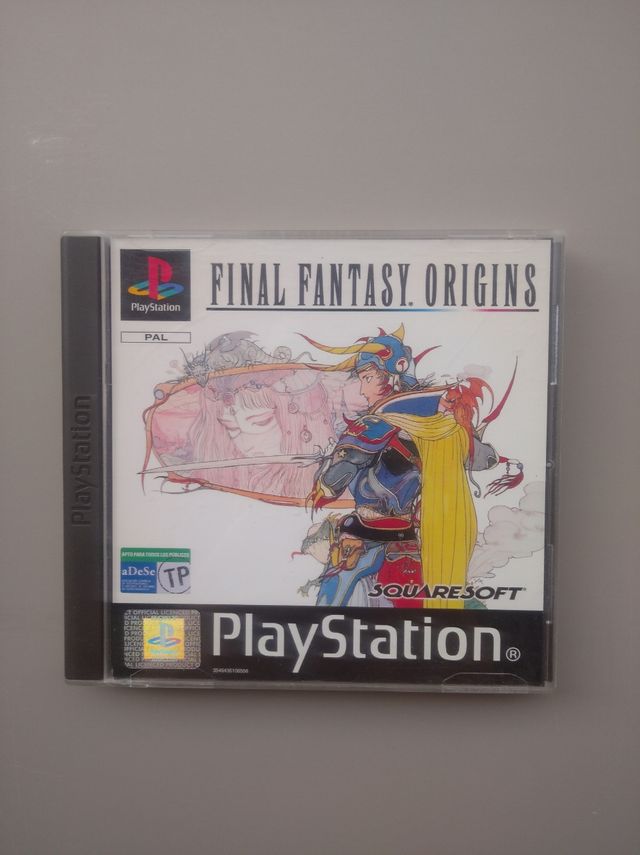 PlayStation
PlayStation
PAL
FINAL FANTASY. ORIGINS
APTO PARA TODOS LOS PÚBLICOS
aDeSe
TP
SQUARESOFT
PlayStation®